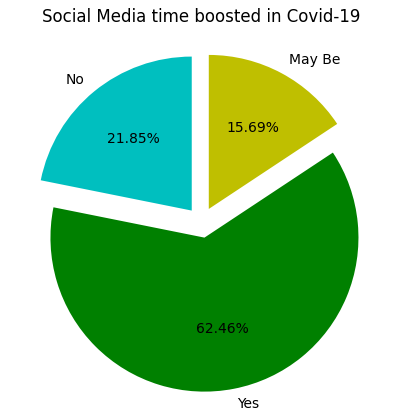 Social Media time boosted in Covid-19
May Be
No
15.69%
21.85%
62.46%
Yes